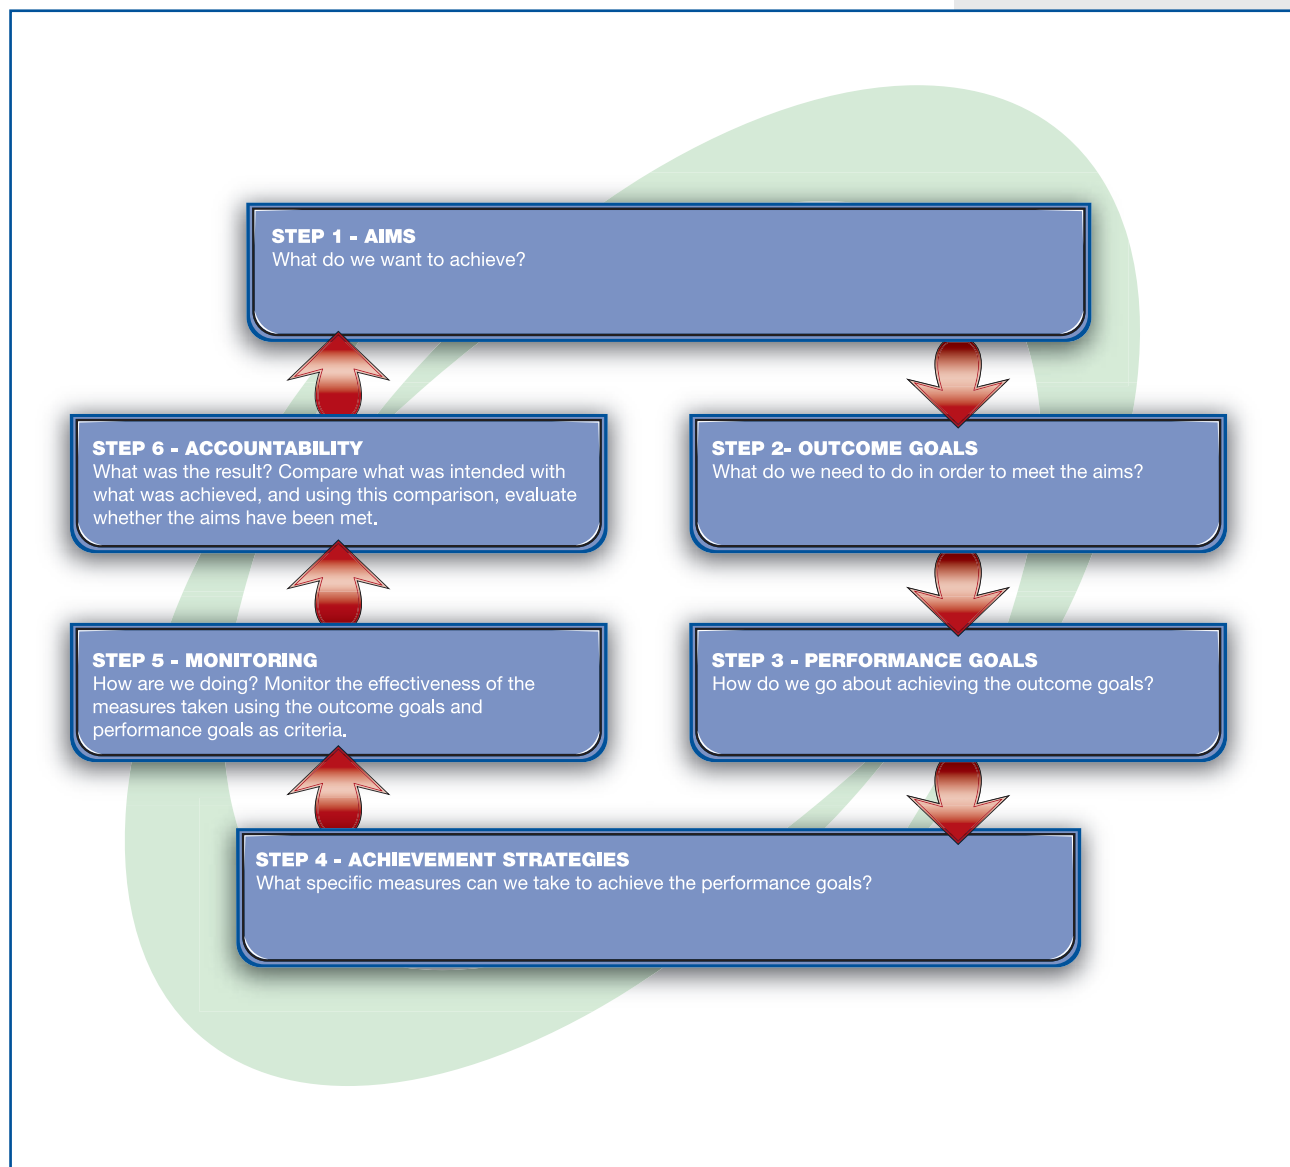 STEP 1 - AIMS
What do we want to achieve?
STEP 6 - ACCOUNTABILITY
What was the result? Compare what was intended with
what was achieved, and using this comparison, evaluate
whether the aims have been met.
STEP 2- OUTCOME GOALS
What do we need to do in order to meet the aims?
STEP 5 - MONITORING
How are we doing? Monitor the effectiveness of the
measures taken using the outcome goals and
performance goals as criteria.
STEP 3 - PERFORMANCE GOALS
How do we go about achieving the outcome goals?
STEP 4 - ACHIEVEMENT STRATEGIES
What specific measures can we take to achieve the performance goals?